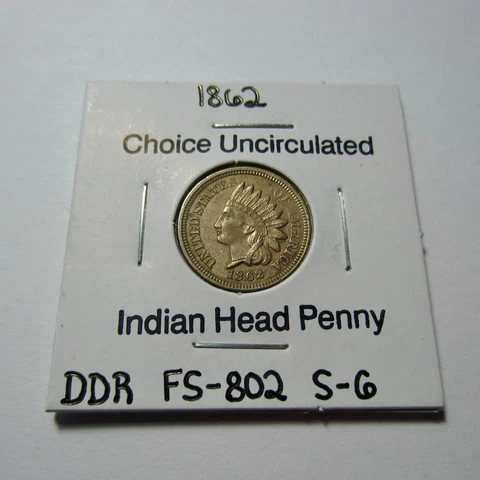 1862
Choice Uncirculated
UNITED STATES OF AMERICA
1862
Indian Head Penny
DDR FS-802 S-6